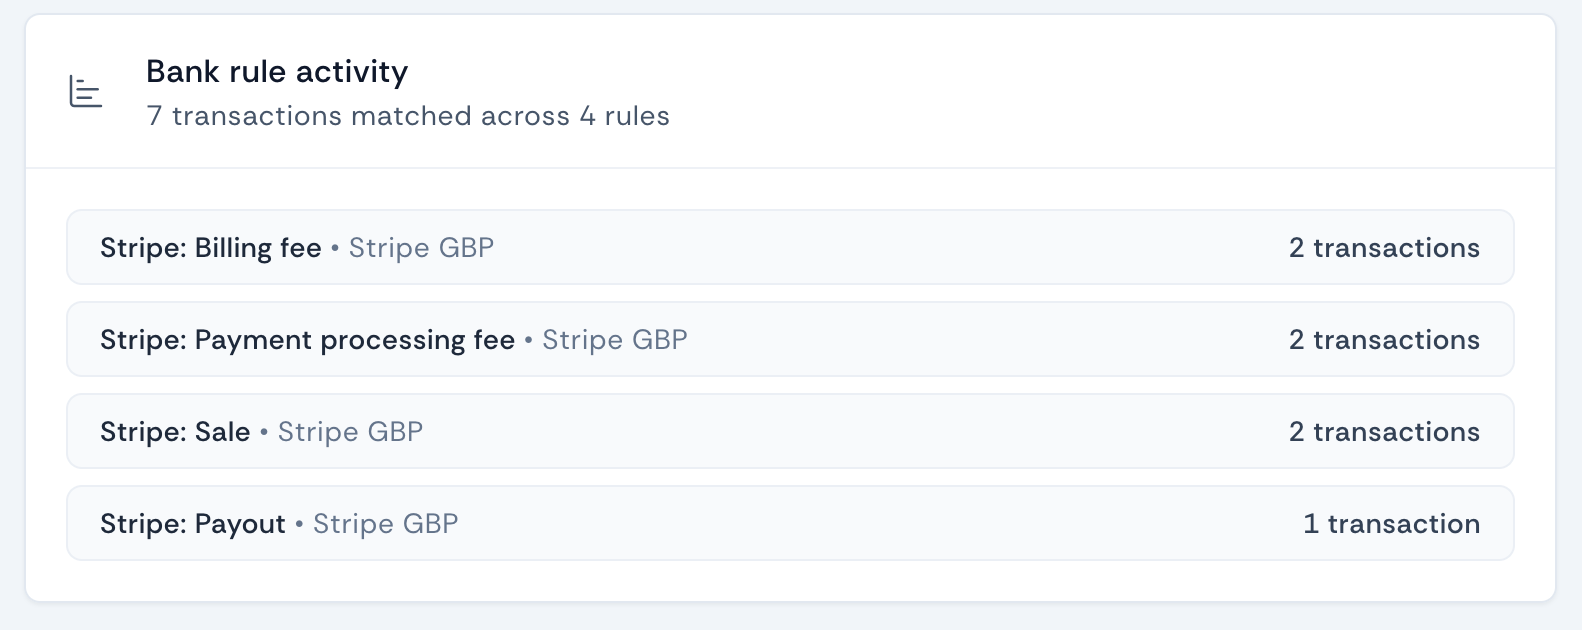 Bank rule activity
7 transactions matched across 4 rules
Stripe: Billing fee • Stripe GBP 2 transactions
Stripe: Payment processing fee • Stripe GBP 2 transactions
Stripe: Sale • Stripe GBP 2 transactions
Stripe: Payout • Stripe GBP 1 transaction